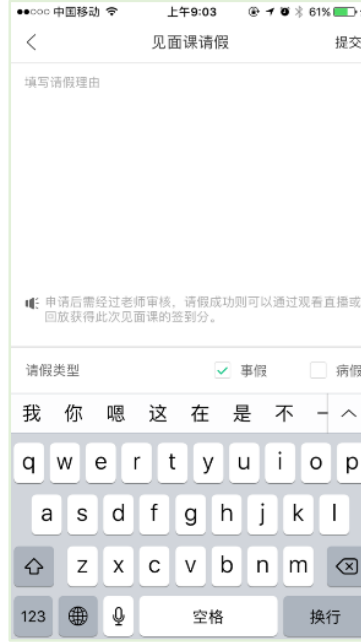 ●●○○○ 中国移动 上午9:03 61%
见面课请假 提交
填写请假理由
申请后需经过老师审核，请假成功则可以通过观看直播或
回放获得此次见面课的签到分。
请假类型 事假 病假
我 你 嗯 这 在 是 不 一
q w e r t y u i o p
a s d f g h j k l
z x c v b n m
123 空格 换行